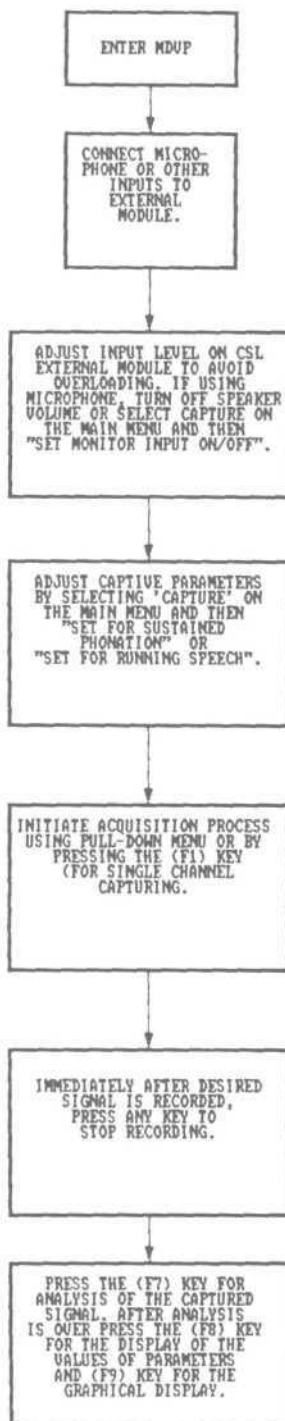 ENTER MDVP
CONNECT MICRO-
PHONE OR OTHER
INPUTS TO
EXTERNAL
MODULE.
ADJUST INPUT LEVEL ON CSL
EXTERNAL MODULE TO AVOID
OVERLOADING. IF USING
MICROPHONE, TURN OFF SPEAKER
VOLUME OR SELECT CAPTURE ON
THE MAIN MENU AND THEN
"SET MONITOR INPUT ON/OFF".
ADJUST CAPTIVE PARAMETERS
BY SELECTING 'CAPTURE' ON
THE MAIN MENU AND THEN
"SET FOR SUSTAINED
PHONATION" OR
"SET FOR RUNNING SPEECH".
INITIATE ACQUISITION PROCESS
USING PULL-DOWN MENU OR BY
PRESSING THE (F1) KEY
(FOR SINGLE CHANNEL
CAPTURING.
IMMEDIATELY AFTER DESIRED
SIGNAL IS RECORDED,
PRESS ANY KEY TO
STOP RECORDING.
PRESS THE (F7) KEY FOR
ANALYSIS OF THE CAPTURED
SIGNAL. AFTER ANALYSIS
IS OVER PRESS THE (F8) KEY
FOR THE DISPLAY OF THE
VALUES OF PARAMETERS
AND (F9) KEY FOR THE
GRAPHICAL DISPLAY.